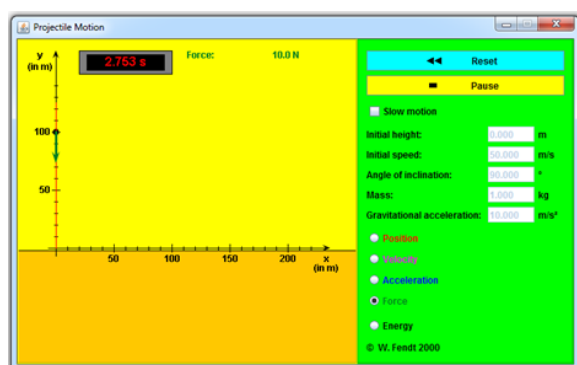 Projectile Motion
y
(in m)
2.753 s
Force: 10.0 N
100
50
50 100 150 200 x
(in m)
Reset
Pause
Slow motion
Initial height: 0.000 m
Initial speed: 50.000 m/s
Angle of inclination: 90.000 °
Mass: 1.000 kg
Gravitational acceleration: 10.000 m/s²
Position
Velocity
Acceleration
Force
Energy
© W. Fendt 2000